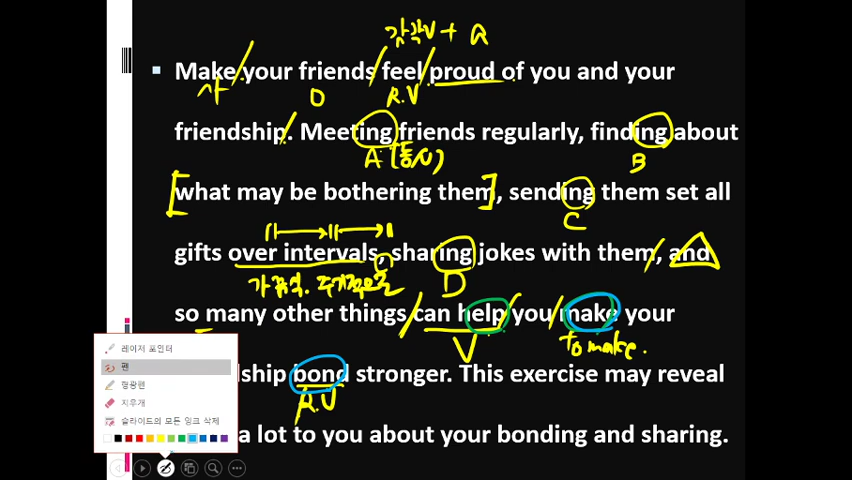 감각V + a
Make your friends feel proud of you and your
사 O R.V
friendship. Meeting friends regularly, finding about
A (동사) B
[what may be bothering them], sending them set all
C
gifts over intervals, sharing jokes with them, and
가끔씩. 주기적으로 D
so many other things can help you make your
V to make.
dship bond stronger. This exercise may reveal
R.V
a lot to you about your bonding and sharing.
레이저 포인터
펜
형광펜
지우개
슬라이드의 모든 잉크 삭제